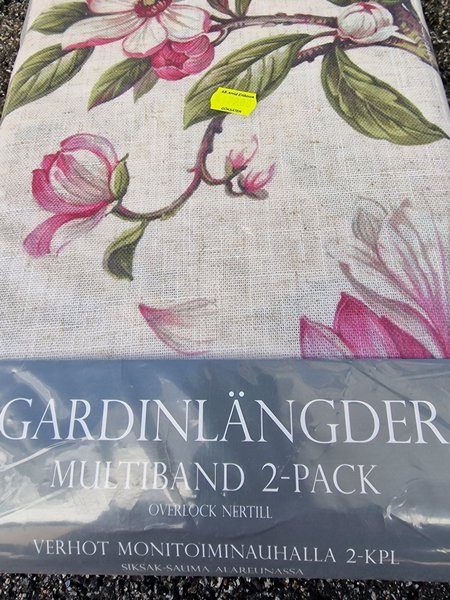 GARDINLÄNGDER
MULTIBAND 2-PACK
OVERLOCK NERTILL
VERHOT MONITOIMINAUHALLA 2-KPL
SIKSAK-SAUMA ALAREUNASSA